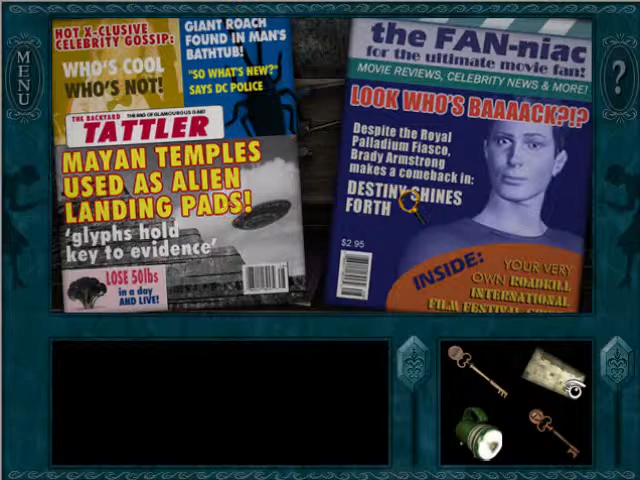 MENU
?
HOT X-CLUSIVE
CELEBRITY GOSSIP:
WHO'S COOL
WHO'S NOT!
GIANT ROACH
FOUND IN MAN'S
BATHTUB!
"SO WHAT'S NEW?"
SAYS DC POLICE
THE BACKYARD
TATTLER
MAYAN TEMPLES
USED AS ALIEN
LANDING PADS!
'glyphs hold
key to evidence'
LOSE 50lbs
in a day
AND LIVE!
the FAN-niac
for the ultimate movie fan!
MOVIE REVIEWS, CELEBRITY NEWS & MORE!
LOOK WHO'S BAAAACK?!?
Despite the Royal
Palladium Fiasco,
Brady Armstrong
makes a comeback in:
DESTINY SHINES
FORTH
$2 95
INSIDE:
YOUR VERY
OWN ROADKILL
INTERNATIONAL
FILM FESTIVAL